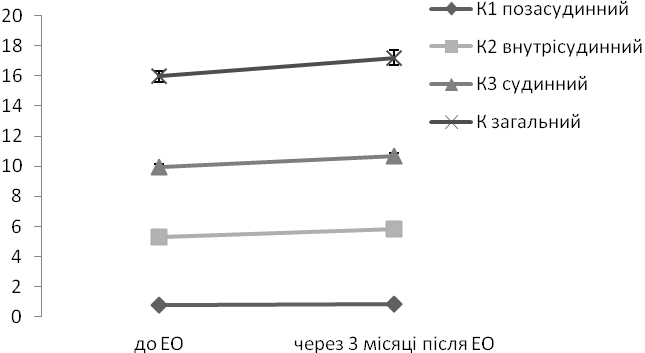 20
18
16
14
12
10
8
6
4
2
0
до ЕО
через 3 місяці після ЕО
К1 позасудинний
К2 внутрісудинний
К3 судинний
К загальний